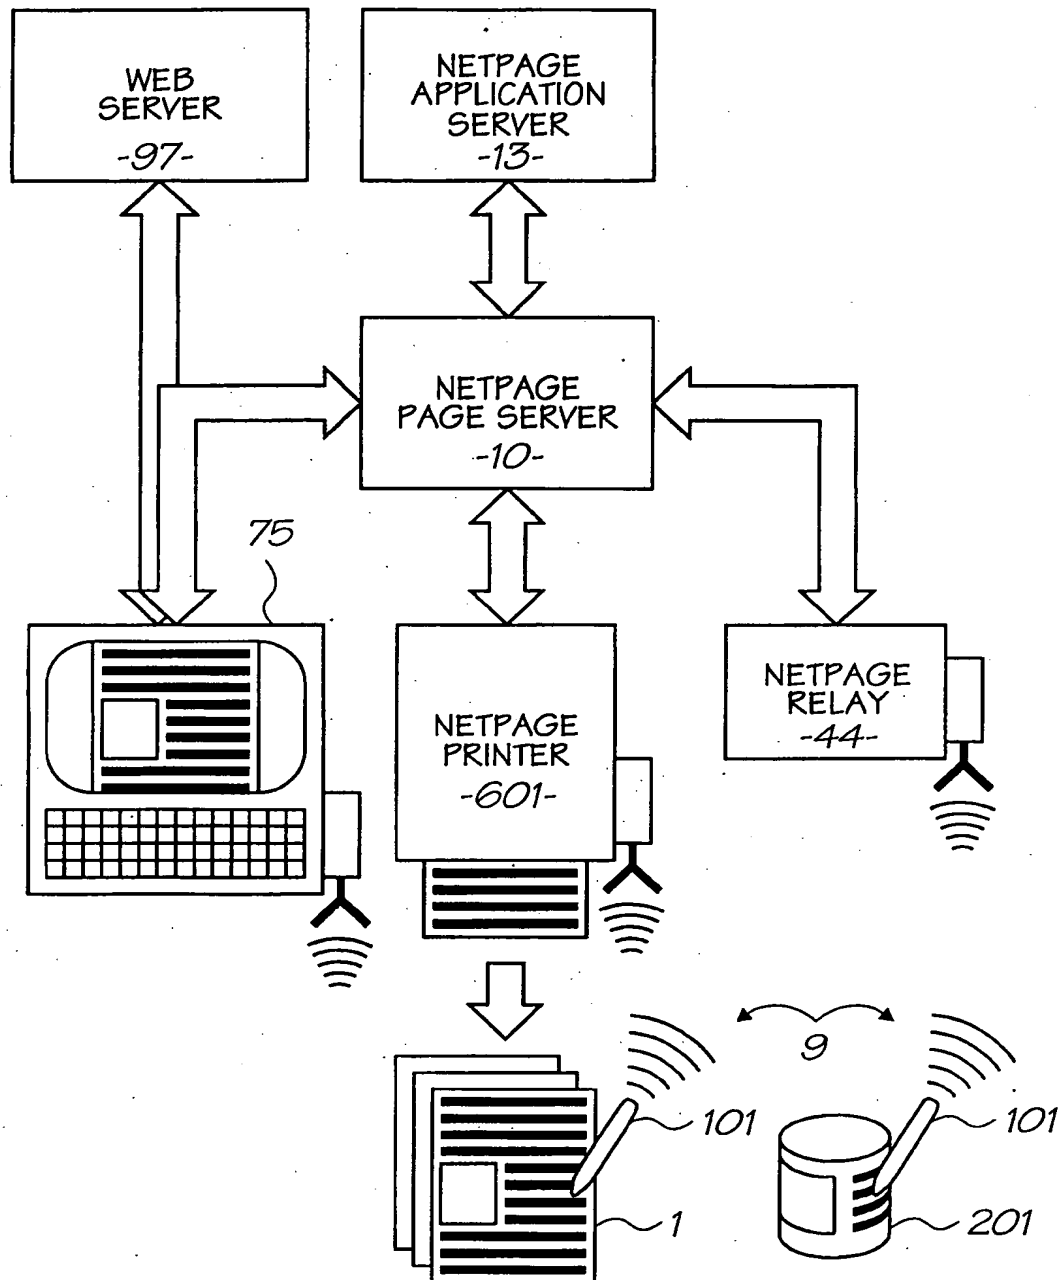 WEB
SERVER
-97-
NETPAGE
APPLICATION
SERVER
-13-
NETPAGE
PAGE SERVER
-10-
75
NETPAGE
PRINTER
-601-
NETPAGE
RELAY
-44-
9
101
101
1
201